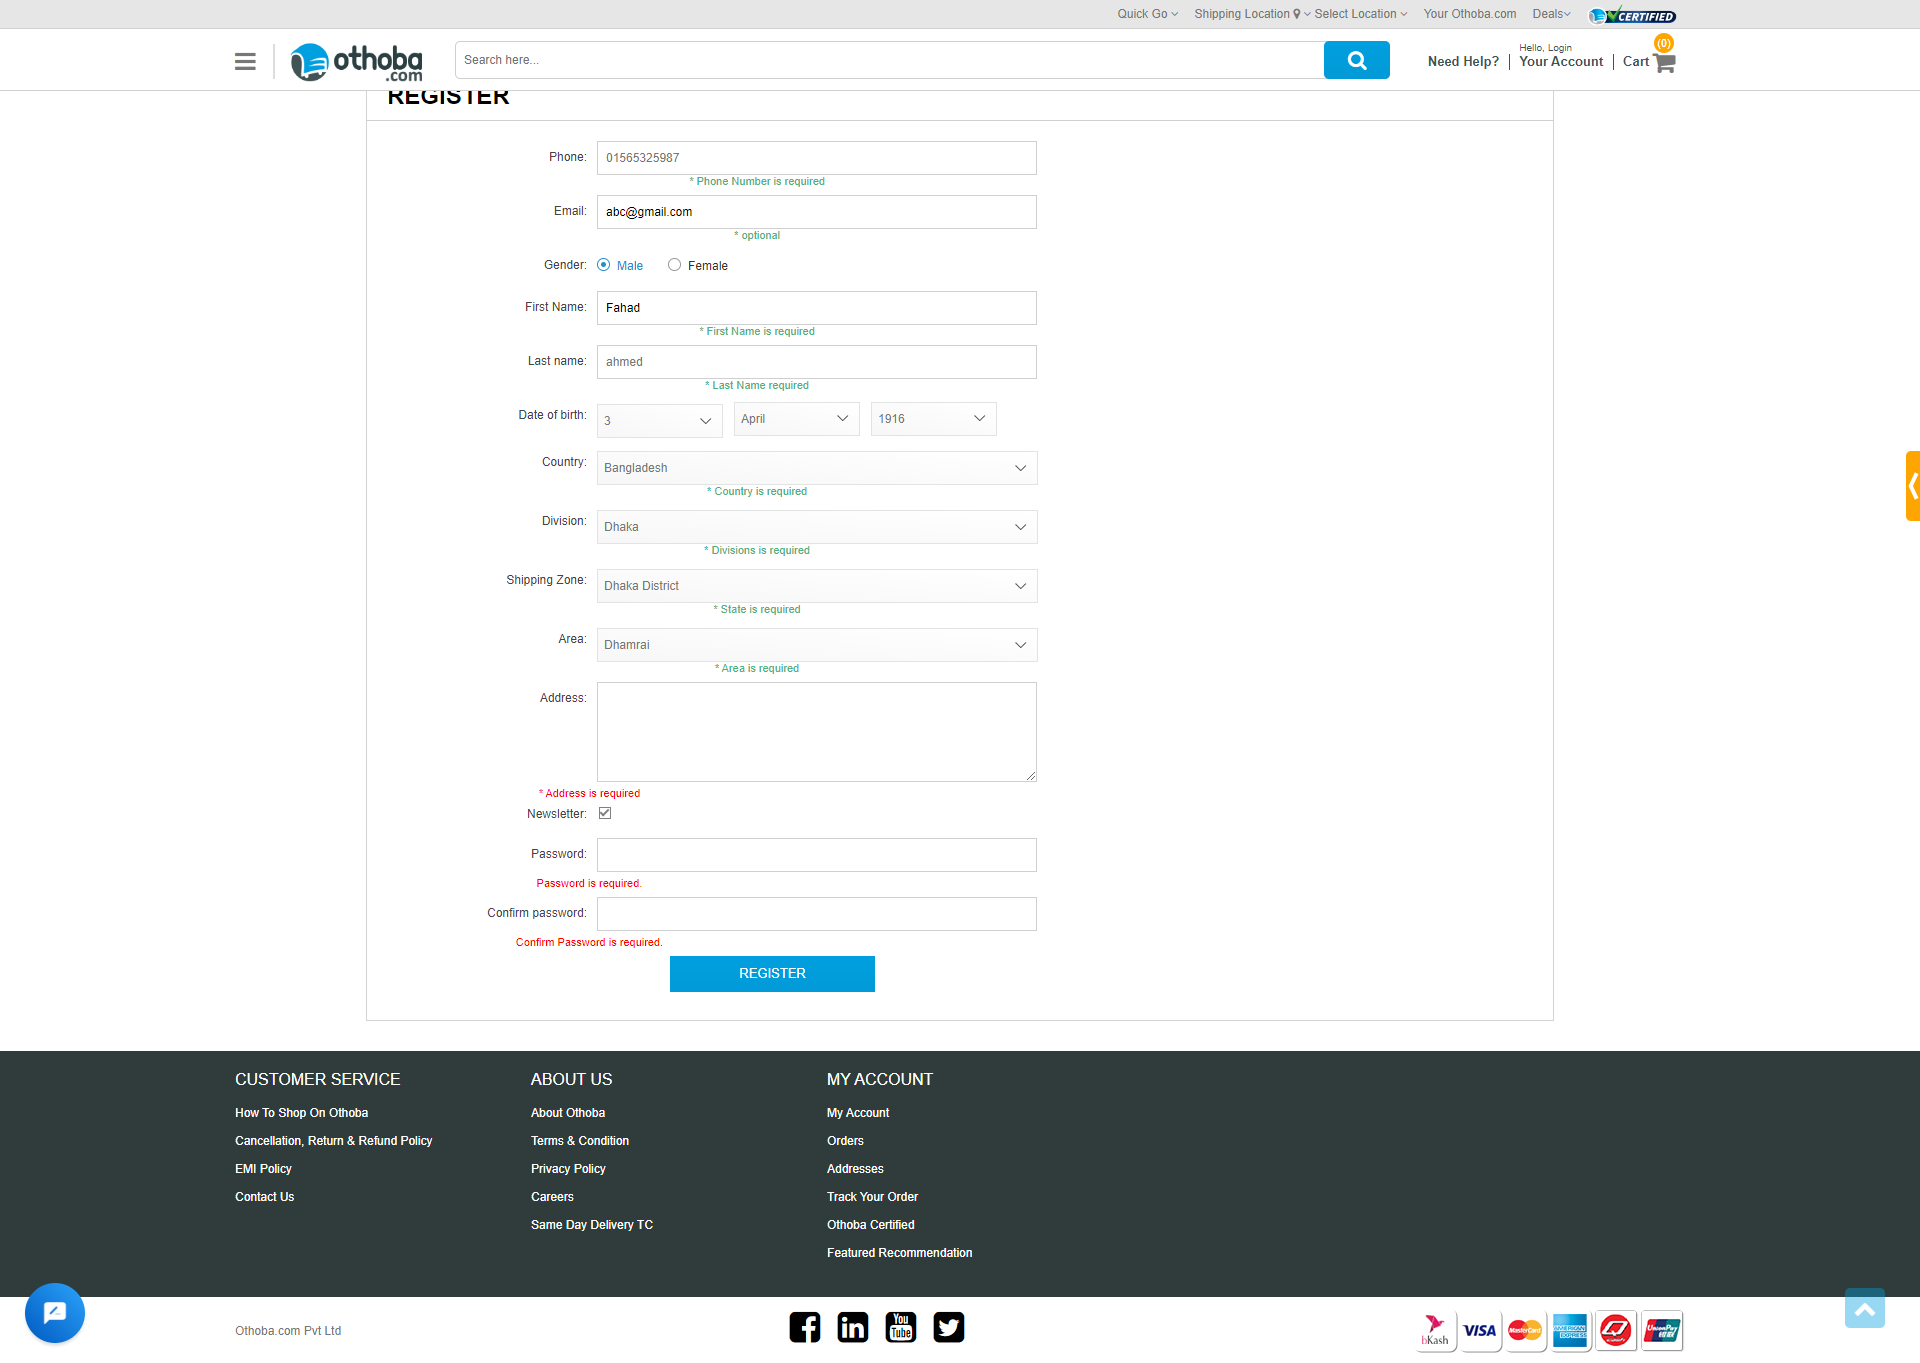 Quick Go Shipping Location Select Location Your Othoba.com Deals CERTIFIED
othoba .com
Search here...
Need Help? Hello, Login Your Account Cart (0)
REGISTER
Phone: 01565325987
* Phone Number is required
Email: abc@gmail.com
* optional
Gender: Male Female
First Name: Fahad
* First Name is required
Last name: ahmed
* Last Name required
Date of birth: 3 April 1916
Country: Bangladesh
* Country is required
Division: Dhaka
* Divisions is required
Shipping Zone: Dhaka District
* State is required
Area: Dhamrai
* Area is required
Address:
* Address is required
Newsletter:
Password:
Password is required.
Confirm password:
Confirm Password is required.
REGISTER
CUSTOMER SERVICE
How To Shop On Othoba
Cancellation, Return & Refund Policy
EMI Policy
Contact Us
ABOUT US
About Othoba
Terms & Condition
Privacy Policy
Careers
Same Day Delivery TC
MY ACCOUNT
My Account
Orders
Addresses
Track Your Order
Othoba Certified
Featured Recommendation
Othoba.com Pvt Ltd
You Tube
bKash VISA MasterCard AMERICAN EXPRESS UnionPay